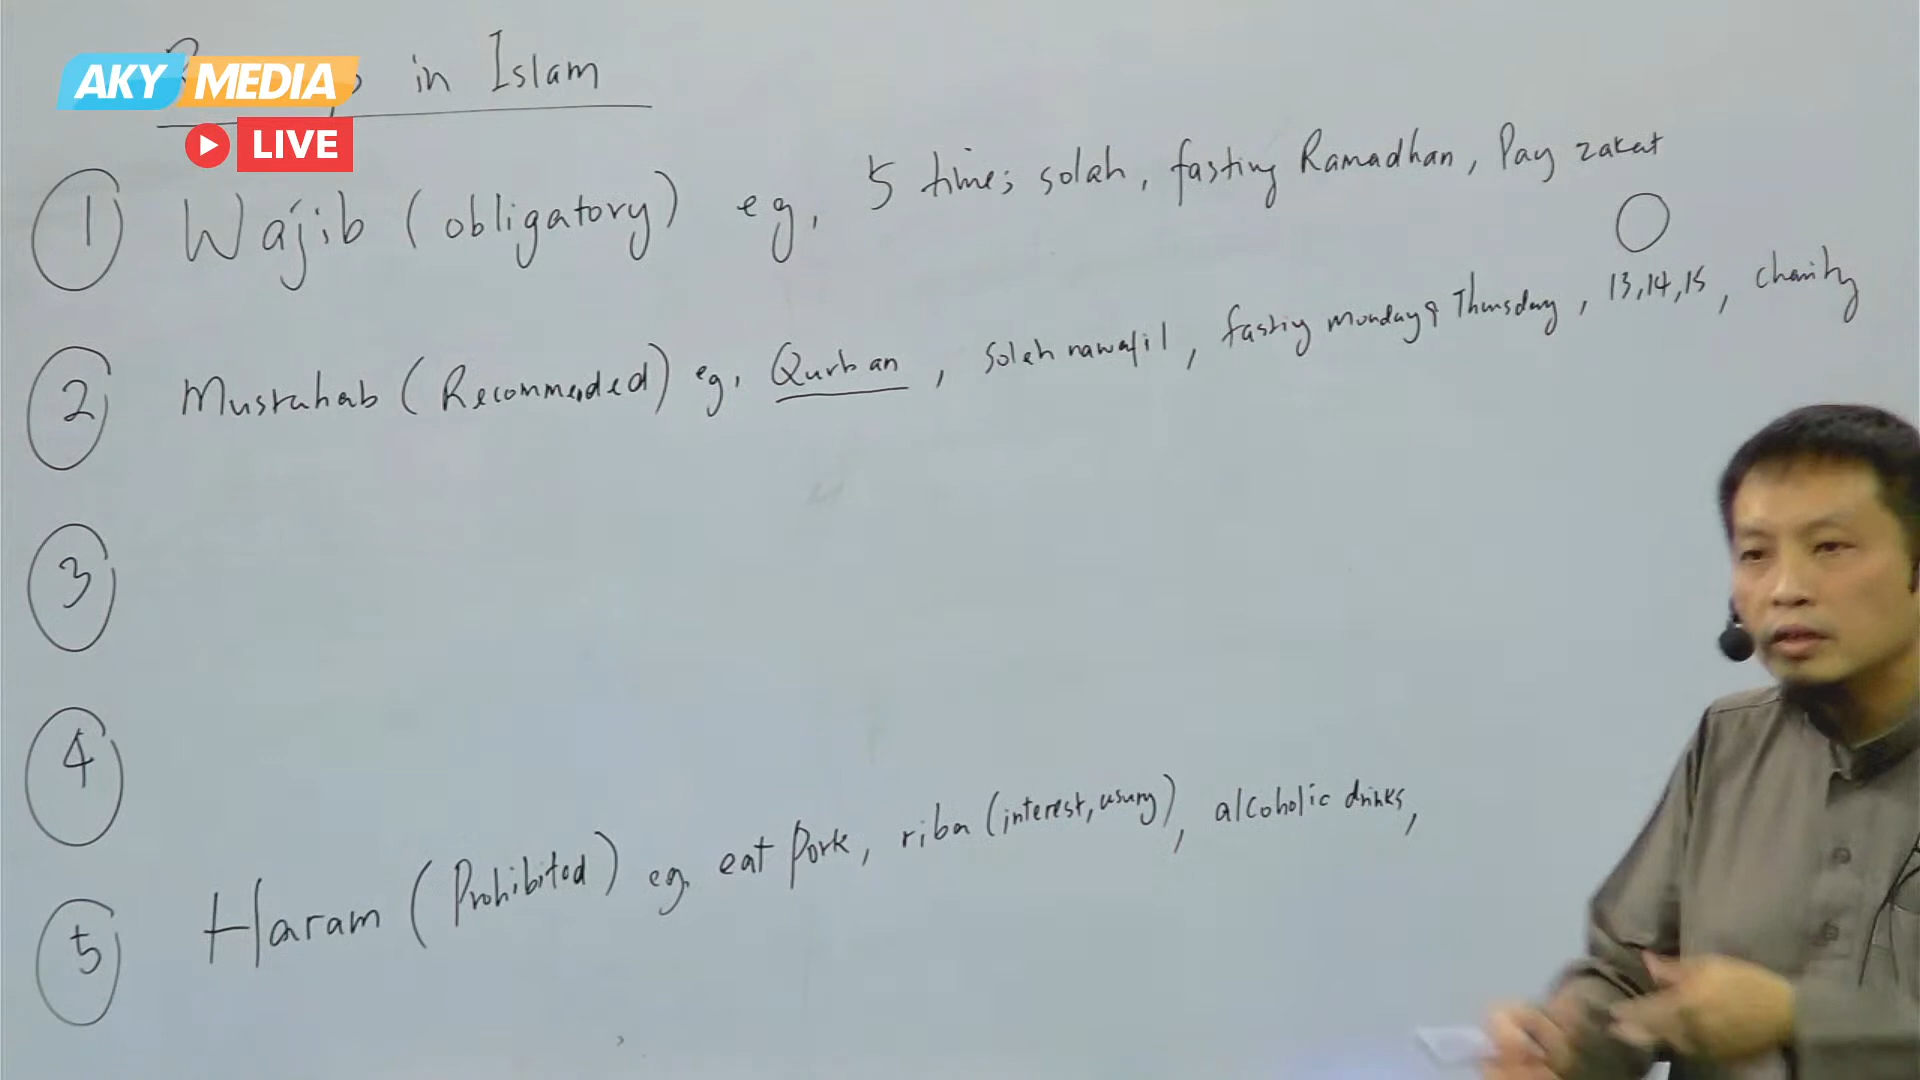 AKY MEDIA
LIVE
in Islam
1 Wájib (obligatory) eg, 5 times solah, fasting Ramadhan, Pay zakat
2 Mustahab (Recommended) eg, Qurban, Solah nawafil, fasting Monday & Thursday, 13,14,15, charity
3
4
5 Haram (Prohibited) eg, eat Pork, riba (interest, usury), alcoholic drinks,